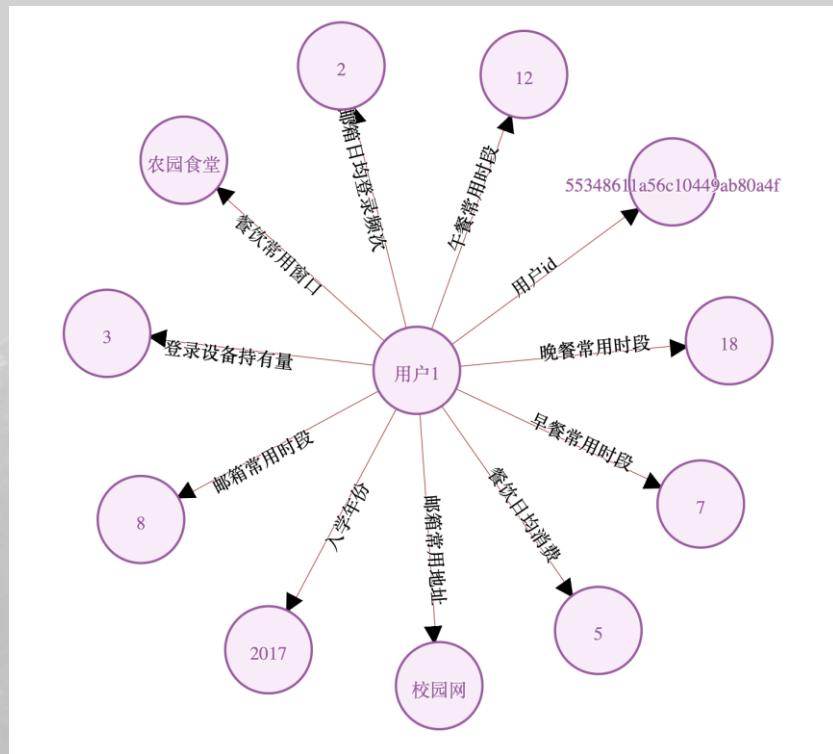 2
12
农园食堂
55348611a56c10449ab80a4f
邮箱日均登录频次
午餐常用时段
餐饮常用窗口
用户id
3
登录设备持有量
用户1
晚餐常用时段
18
邮箱常用时段
早餐常用时段
8
入学年份
邮箱常用地址
餐饮日均消费
7
2017
校园网
5